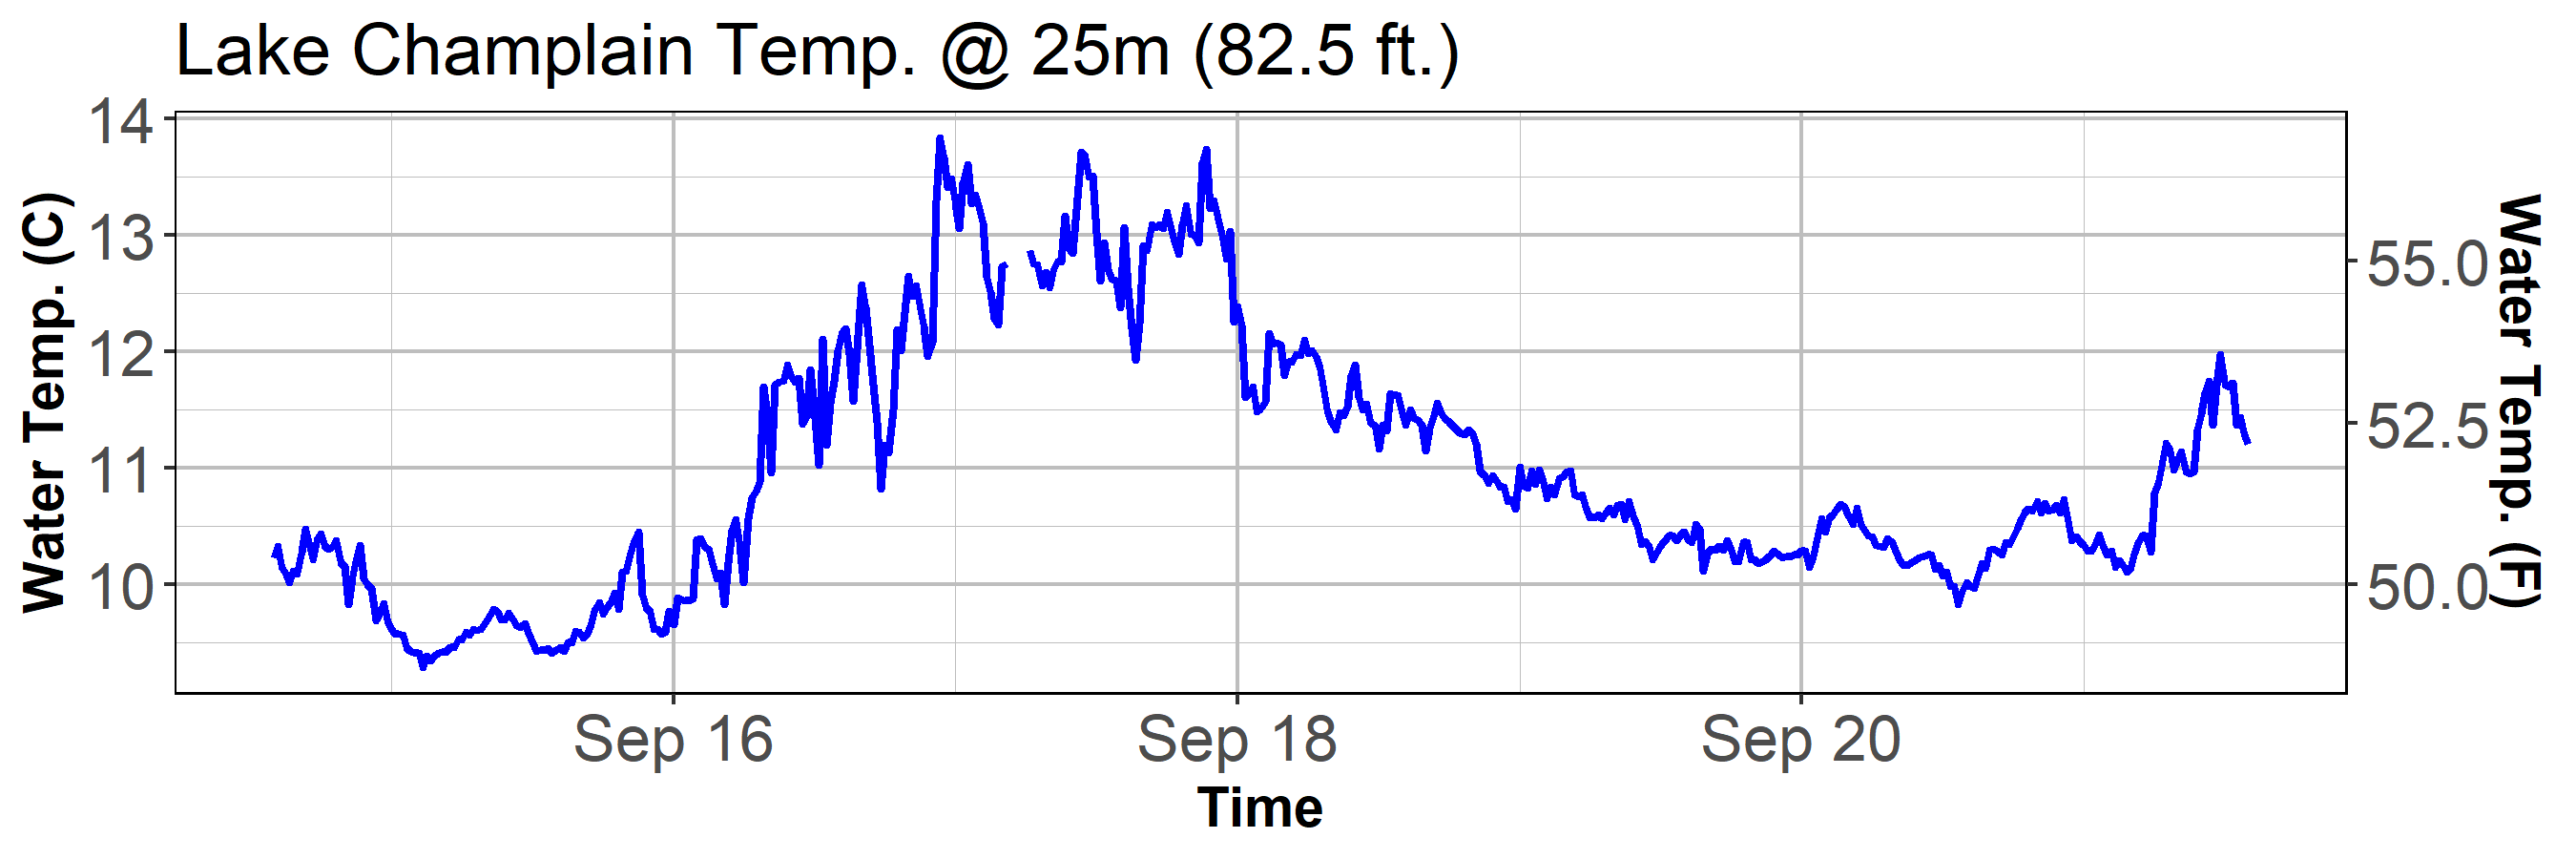 Lake Champlain Temp. @ 25m (82.5 ft.)
Water Temp. (C)
14
13
12
11
10
55.0
52.5
50.0
Water Temp. (F)
Sep 16
Sep 18
Sep 20
Time